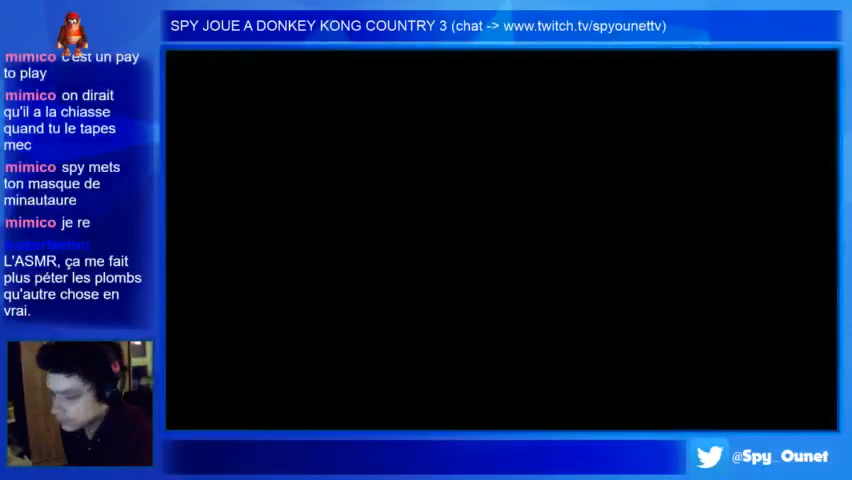 SPY JOUE A DONKEY KONG COUNTRY 3 (chat -> www.twitch.tv/spyounettv)
mimico c'est un pay
to play
mimico on dirait
qu'il a la chiasse
quand tu le tapes
mec
mimico spy mets
ton masque de
minautaure
mimico je re
L'ASMR, ça me fait
plus péter les plombs
qu'autre chose en
vrai.
@Spy_Ounet